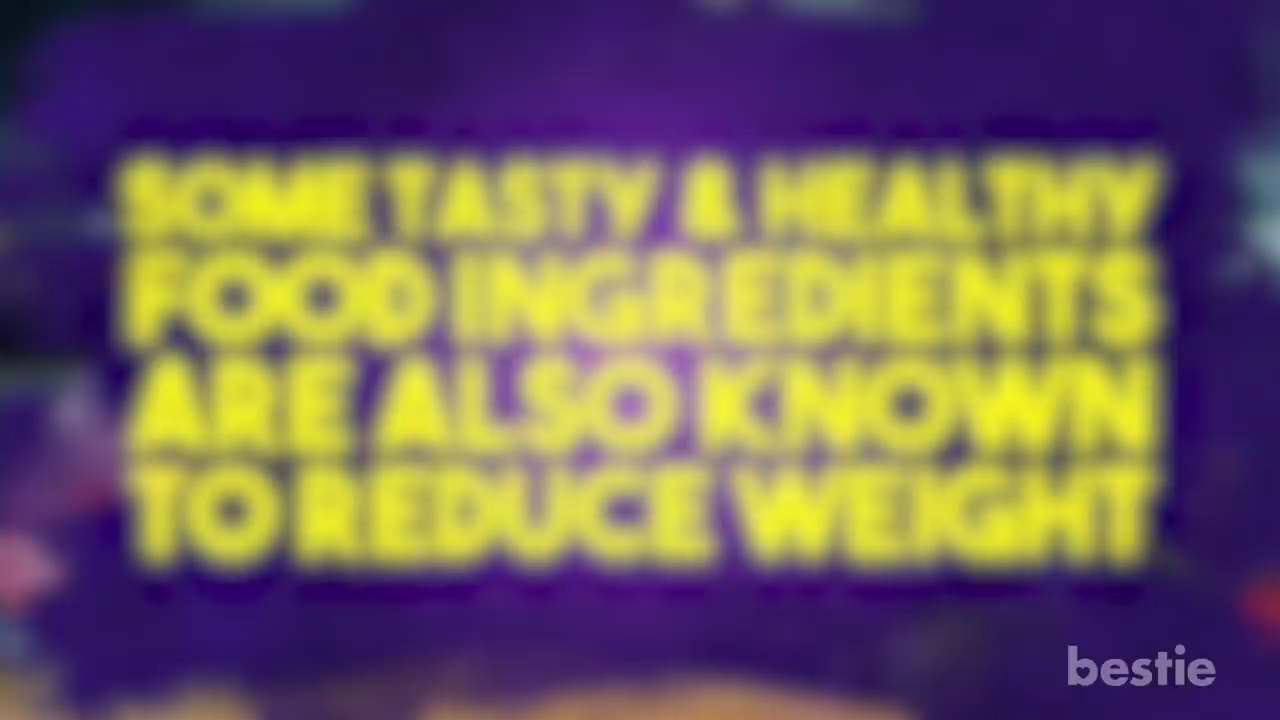 SOME TASTY & HEALTHY
FOOD INGREDIENTS
ARE ALSO KNOWN
TO REDUCE WEIGHT
bestie